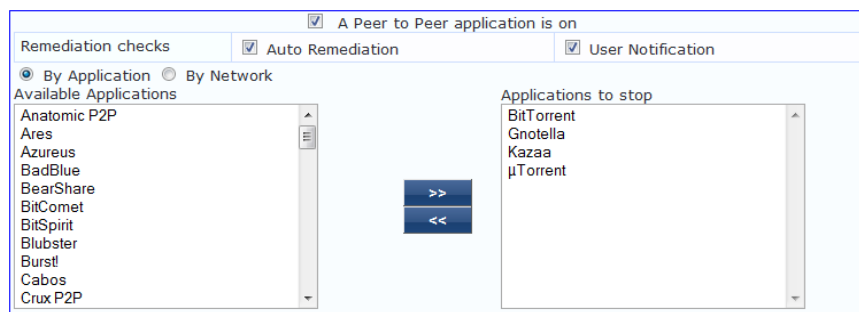 A Peer to Peer application is on
Remediation checks Auto Remediation User Notification
By Application By Network
Available Applications
Anatomic P2P
Ares
Azureus
BadBlue
BearShare
BitComet
BitSpirit
Blubster
Burst!
Cabos
Crux P2P
>>
<<
Applications to stop
BitTorrent
Gnotella
Kazaa
µTorrent